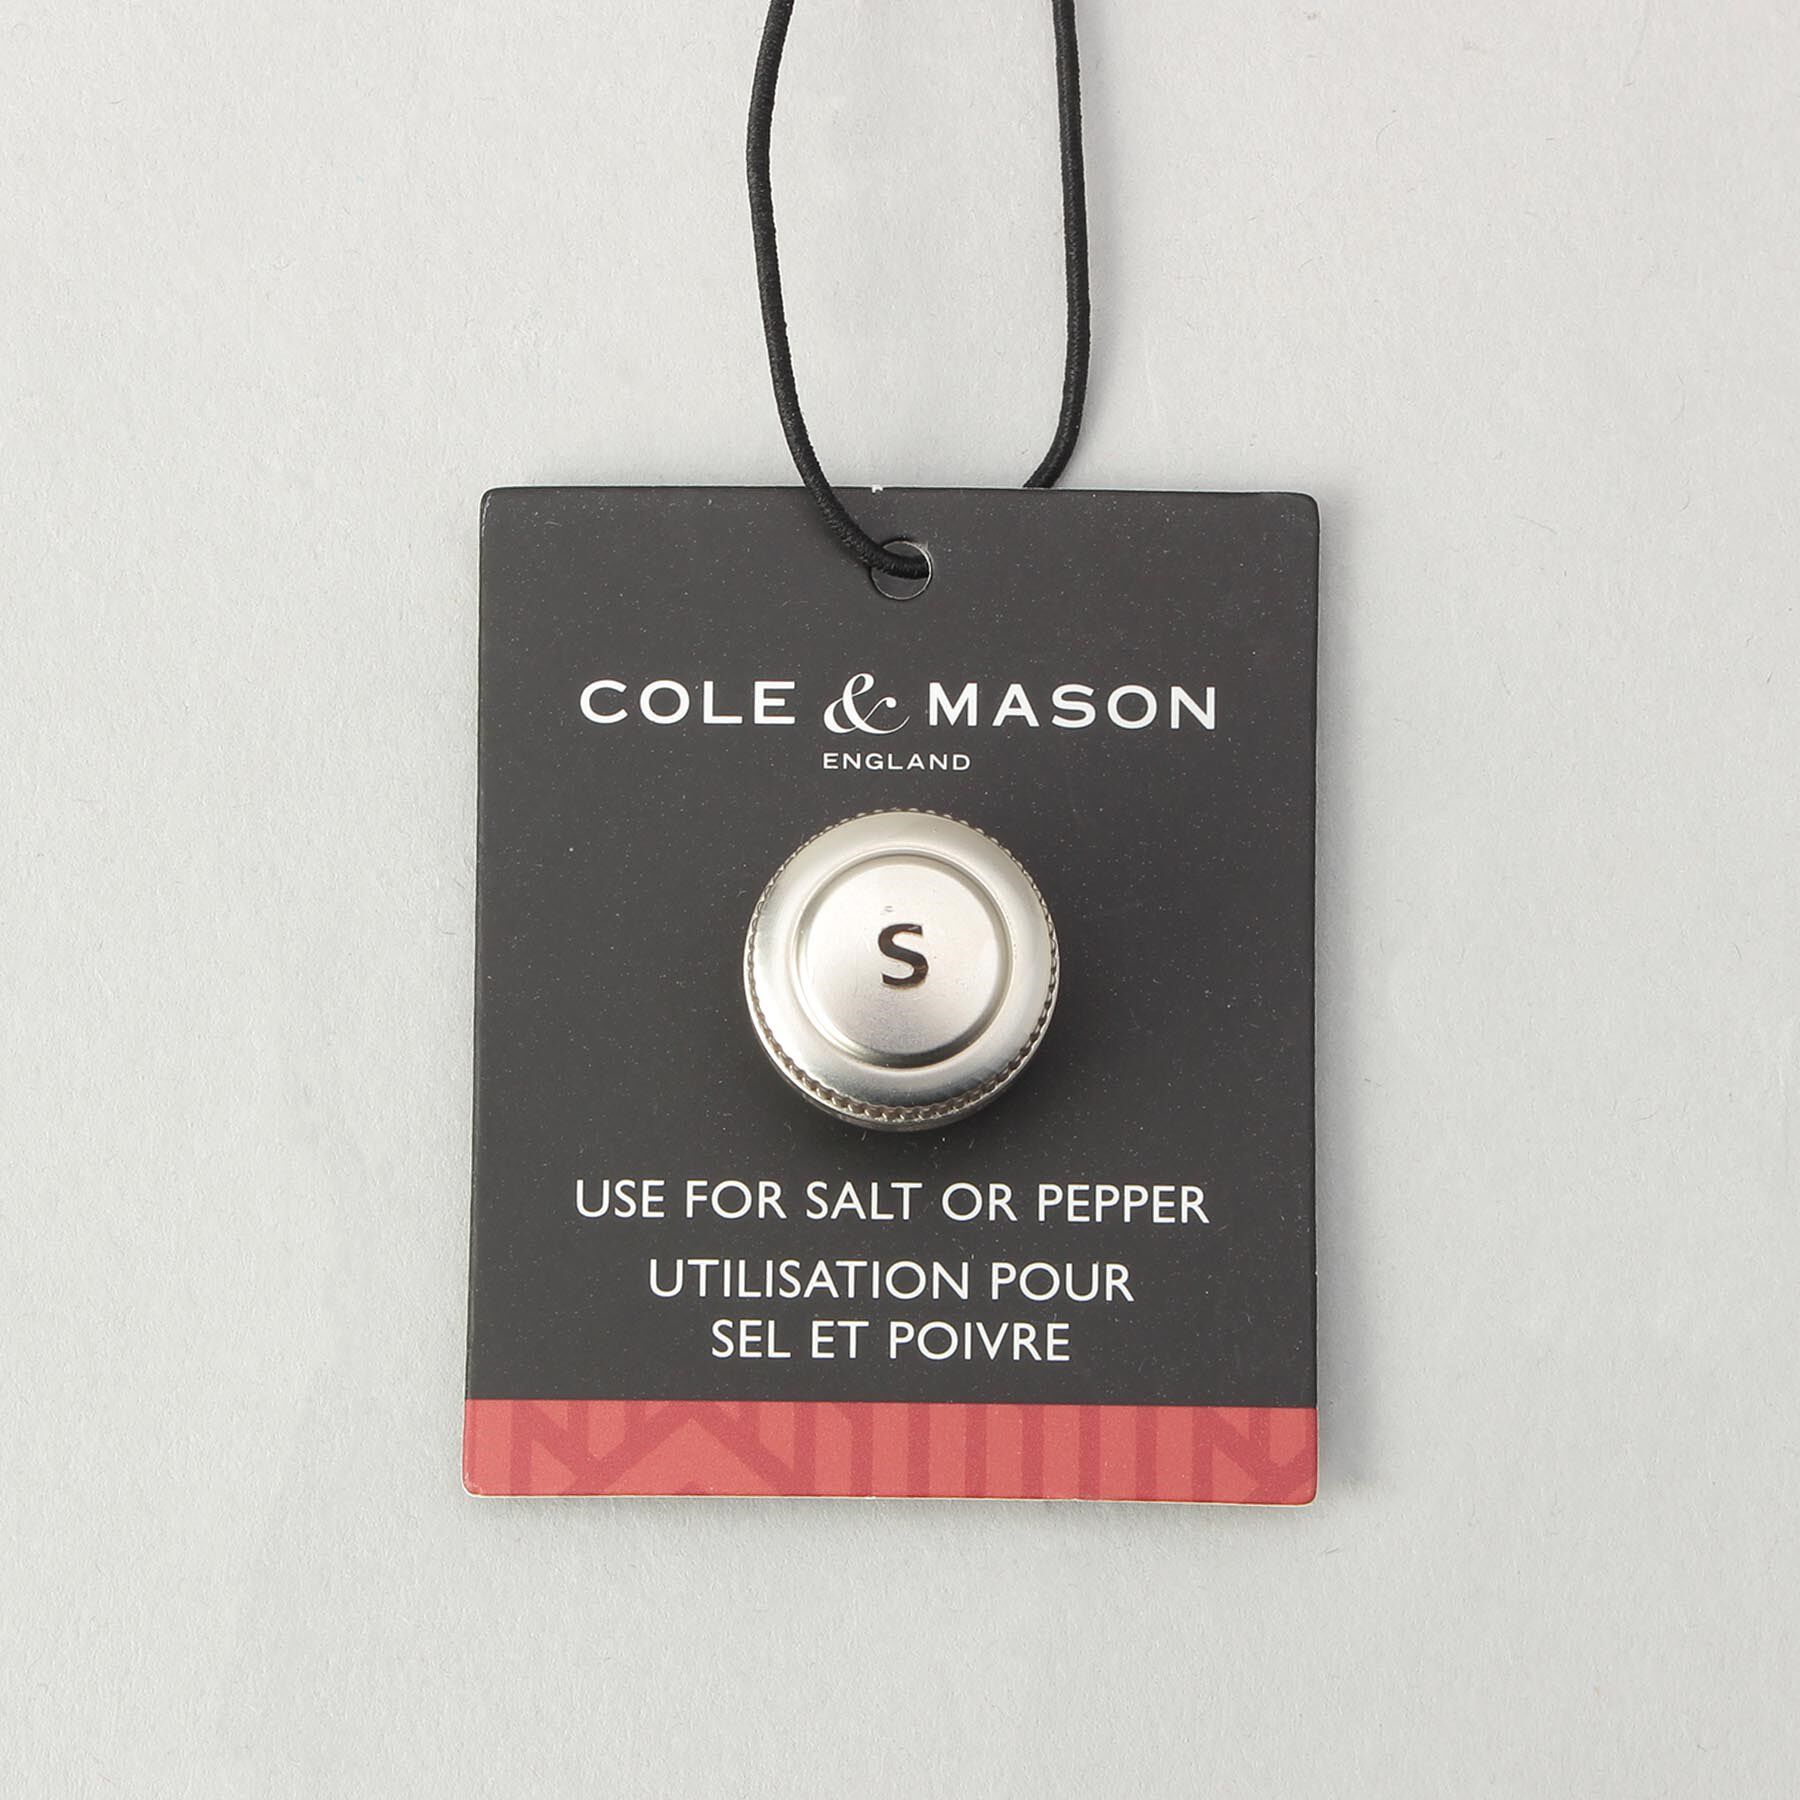 COLE & MASON
ENGLAND
S
USE FOR SALT OR PEPPER
UTILISATION POUR
SEL ET POIVRE